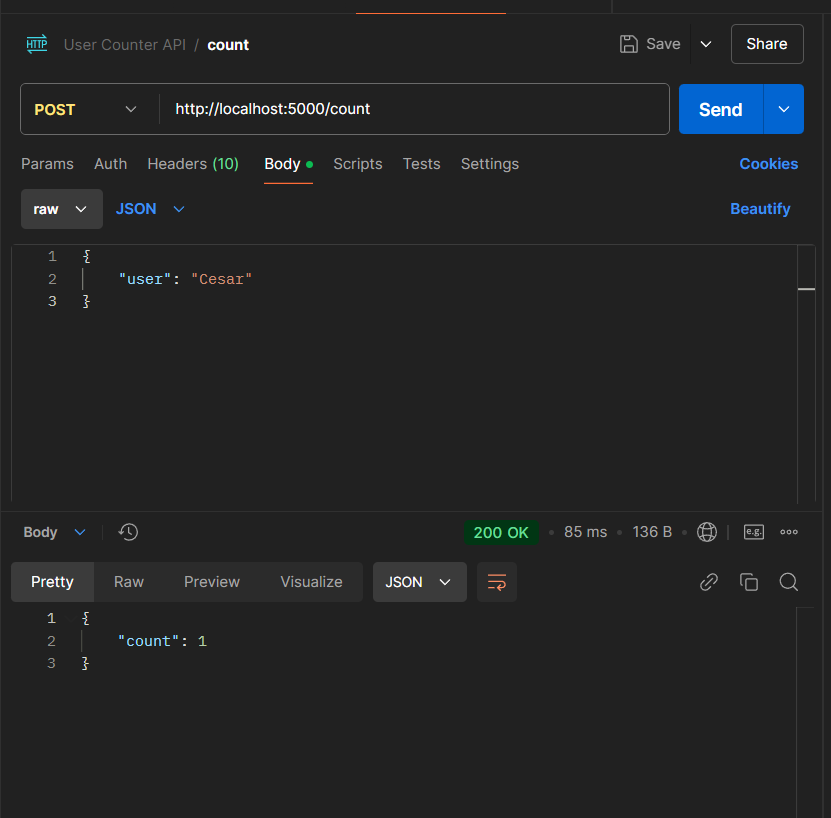 HTTP User Counter API / count Save Share
POST http://localhost:5000/count Send
Params Auth Headers (10) Body Scripts Tests Settings Cookies
raw JSON Beautify
1 {
2 "user": "Cesar"
3 }
Body 200 OK 85 ms 136 B e.g.
Pretty Raw Preview Visualize JSON
1 {
2 "count": 1
3 }